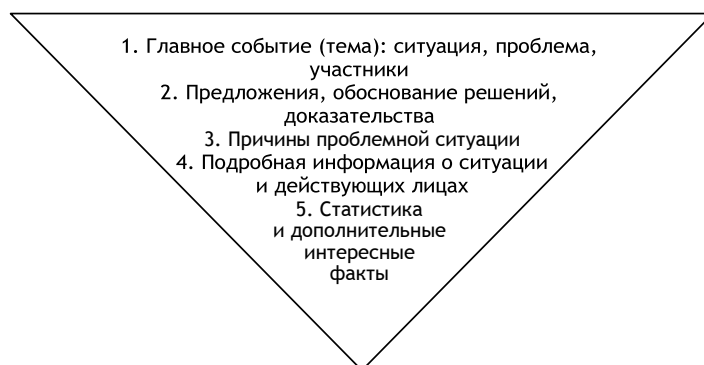 1. Главное событие (тема): ситуация, проблема,
участники
2. Предложения, обоснование решений,
доказательства
3. Причины проблемной ситуации
4. Подробная информация о ситуации
и действующих лицах
5. Статистика
и дополнительные
интересные
факты